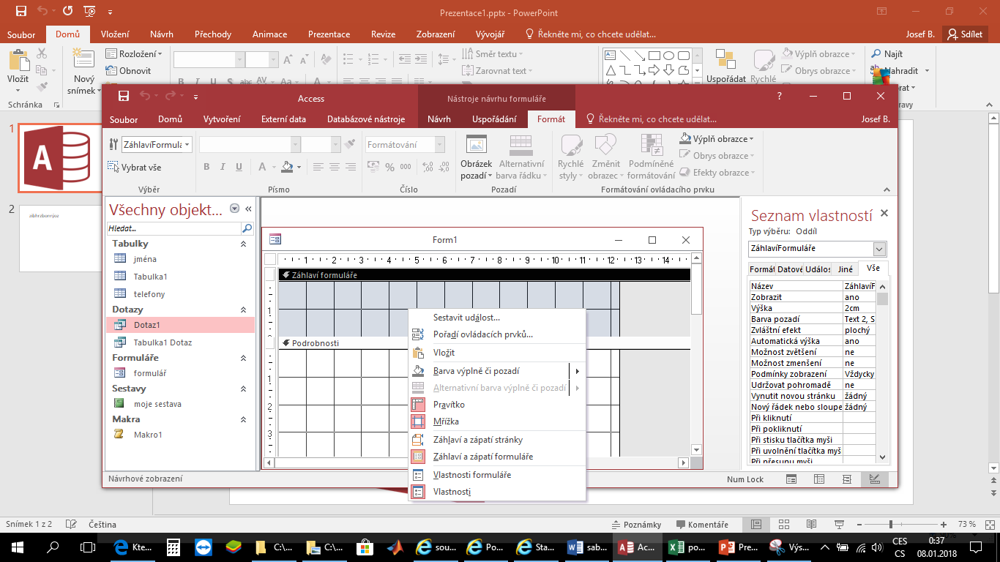 Prezentace1.pptx - PowerPoint
Soubor Domů Vložení Návrh Přechody Animace Prezentace Revize Zobrazení Vývojář Řekněte mi, co chcete udělat... Josef B. Sdílet
Vložit
Schránka
Nový
snímek
Rozložení
Obnovit
Směr textu
Zarovnat text
Uspořádat
Rychlé
Výplň obrazce
Obrys obrazce
Najít
Nahradit
1
2
Access
Nástroje návrhu formuláře
Soubor Domů Vytvoření Externí data Databázové nástroje Návrh Uspořádání Formát Řekněte mi, co chcete udělat... Josef B.
ZáhlavíFormula
Vybrat vše
Výběr
B I U A
Písmo
Formátování
% 000
Číslo
Obrázek
pozadí
Alternativní
barva řádku
Pozadí
Rychlé
styly
Změnit
obrazec
Podmíněné
formátování
Výplň obrazce
Obrys obrazce
Efekty obrazce
Formátování ovládacího prvku
Všechny objekt...
Hledat...
Tabulky
jména
Tabulka1
telefony
Dotazy
Dotaz1
Tabulka1 Dotaz
Formuláře
formulář
Sestavy
moje sestava
Makra
Makro1
Form1
1 2 3 4 5 6 7 8 9 10 11 12 13 14
Záhlaví formuláře
1
Podrobnosti
1
2
3
Sestavit událost...
Pořadí ovládacích prvků...
Vložit
Barva výplně či pozadí
Alternativní barva výplně či pozadí
Pravítko
Mřížka
Záhlaví a zápatí stránky
Záhlaví a zápatí formuláře
Vlastnosti formuláře
Vlastnosti
Seznam vlastností
Typ výběru: Oddíl
ZáhlavíFormuláře
Formát Datové Událos Jiné Vše
Název ZáhlavíF
Zobrazit ano
Výška 2cm
Barva pozadí Text 2, S
Zvláštní efekt plochý
Automatická výška ano
Možnost zvětšení ne
Možnost zmenšení ne
Podmínky zobrazení Vždycky
Udržovat pohromadě ne
Vynutit novou stránku žádný
Nový řádek nebo sloupe žádný
Při kliknutí
Při poklik­nutí
Při stisku tlačítka myši
Při uvolnění tlačítka myš
Při přesunu myši
Návrhové zobrazení
Num Lock
Snímek 1 z 2 Čeština Poznámky Komentáře 73 %
Kte... C:\... C:\... sou... Po... Sta... sab... Ac... po... Pre... Výs...
CES
CS
0:37
08.01.2018